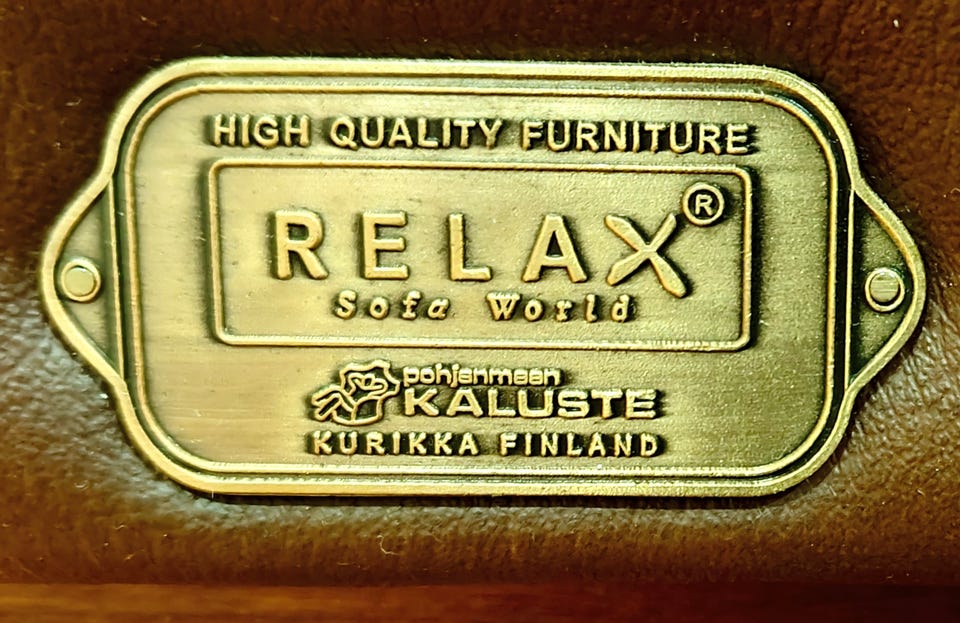 HIGH QUALITY FURNITURE
RELAX®
Sofa World
pohjanmaan
KALUSTE
KURIKKA FINLAND